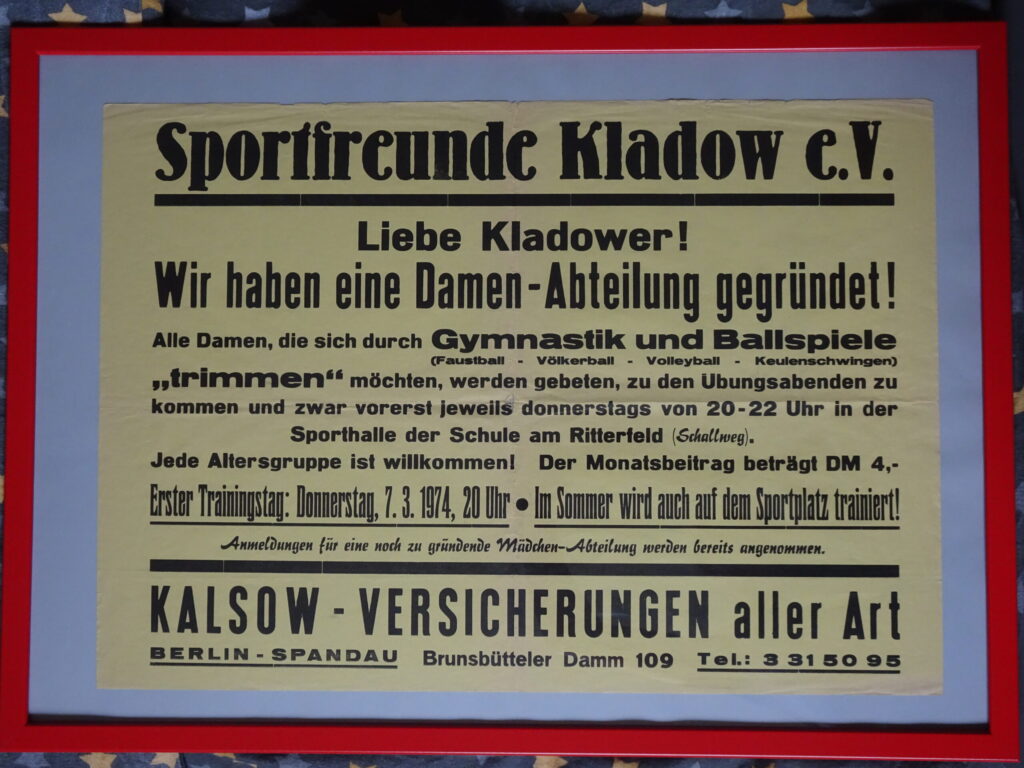 Sportfreunde Kladow e.V.
Liebe Kladower!
Wir haben eine Damen-Abteilung gegründet!
Alle Damen, die sich durch Gymnastik und Ballspiele
(Faustball - Völkerball - Volleyball - Keulenschwingen)
„trimmen“ möchten, werden gebeten, zu den Übungsabenden zu
kommen und zwar vorerst jeweils donnerstags von 20-22 Uhr in der
Sporthalle der Schule am Ritterfeld (Schallweg).
Jede Altersgruppe ist willkommen! Der Monatsbeitrag beträgt DM 4,-
Erster Trainingstag: Donnerstag, 7. 3. 1974, 20 Uhr • Im Sommer wird auch auf dem Sportplatz trainiert!
Anmeldungen für eine noch zu gründende Mädchen-Abteilung werden bereits angenommen.
KALSOW - VERSICHERUNGEN aller Art
BERLIN - SPANDAU Brunsbütteler Damm 109 Tel.: 3 31 50 95